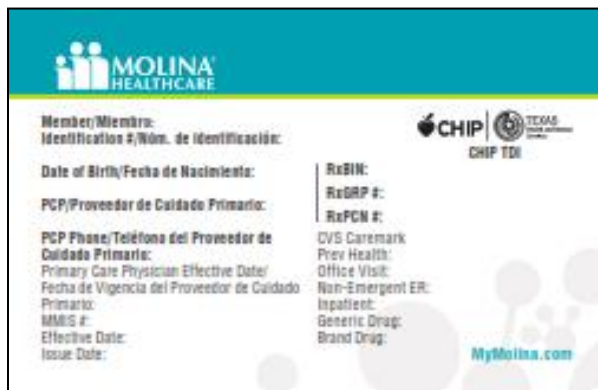 MOLINA
HEALTHCARE
Member/Miembro:
Identification #/Núm. de Identificación:
CHIP
TEXAS
CHIP TDI
Date of Birth/Fecha de Nacimiento:
RxBIN:
RxGRP #:
PCP/Proveedor de Cuidado Primario:
RxPCN #:
PCP Phone/Teléfono del Proveedor de
Cuidado Primario:
Primary Care Physician Effective Date/
Fecha de Vigencia del Proveedor de Cuidado
Primario:
MMIS #:
Effective Date:
Issue Date:
CVS Caremark
Prev Health:
Office Visit:
Non-Emergent ER:
Inpatient:
Generic Drug:
Brand Drug:
MyMolina.com